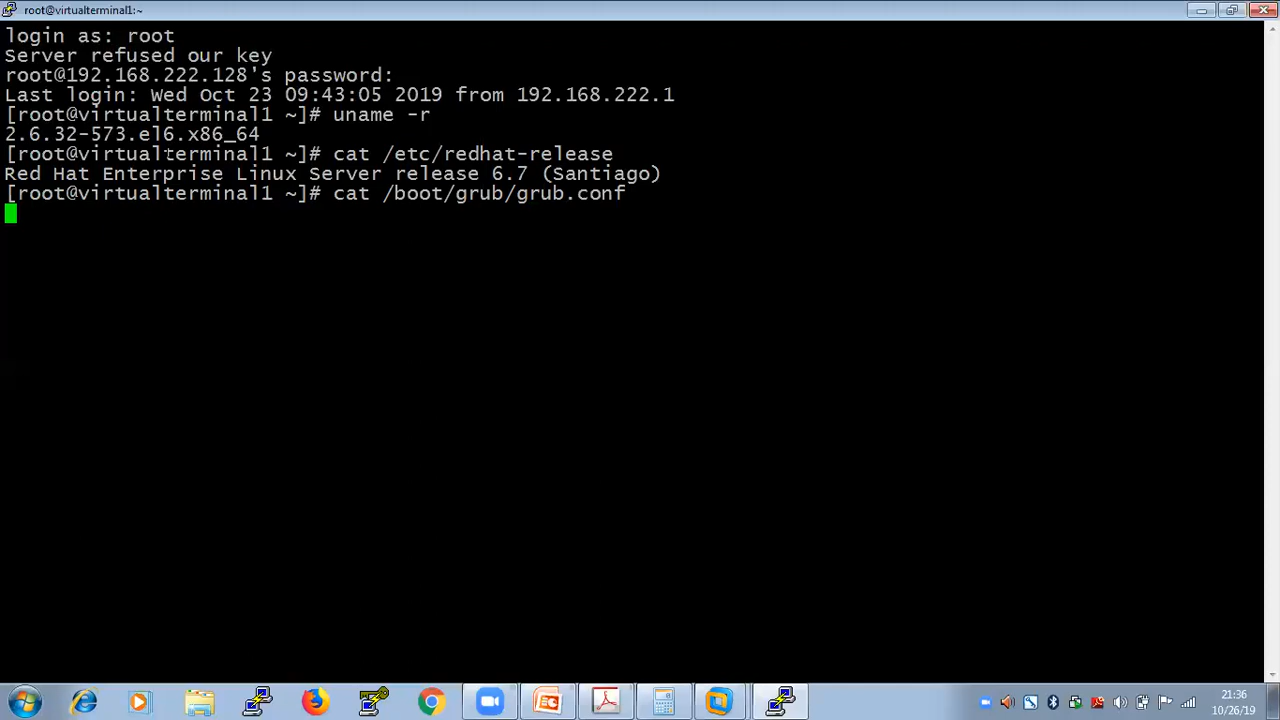 root@virtualterminal1:~
login as: root
Server refused our key
root@192.168.222.128's password:
Last login: Wed Oct 23 09:43:05 2019 from 192.168.222.1
[root@virtualterminal1 ~]# uname -r
2.6.32-573.el6.x86_64
[root@virtualterminal1 ~]# cat /etc/redhat-release
Red Hat Enterprise Linux Server release 6.7 (Santiago)
[root@virtualterminal1 ~]# cat /boot/grub/grub.conf
21:36
10/26/19